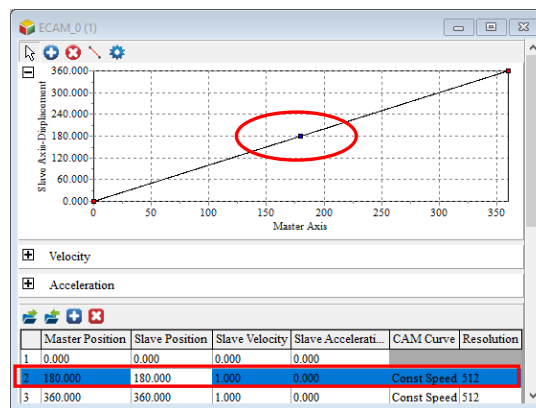 ECAM_0 (1)
360.000
300.000
240.000
180.000
120.000
60.000
0.000
Slave Axis-Displacement
0 50 100 150 200 250 300 350
Master Axis
Velocity
Acceleration
Master Position Slave Position Slave Velocity Slave Accelerati... CAM Curve Resolution
1 0.000 0.000 0.000 0.000
2 180.000 180.000 1.000 0.000 Const Speed 512
3 360.000 360.000 1.000 0.000 Const Speed 512